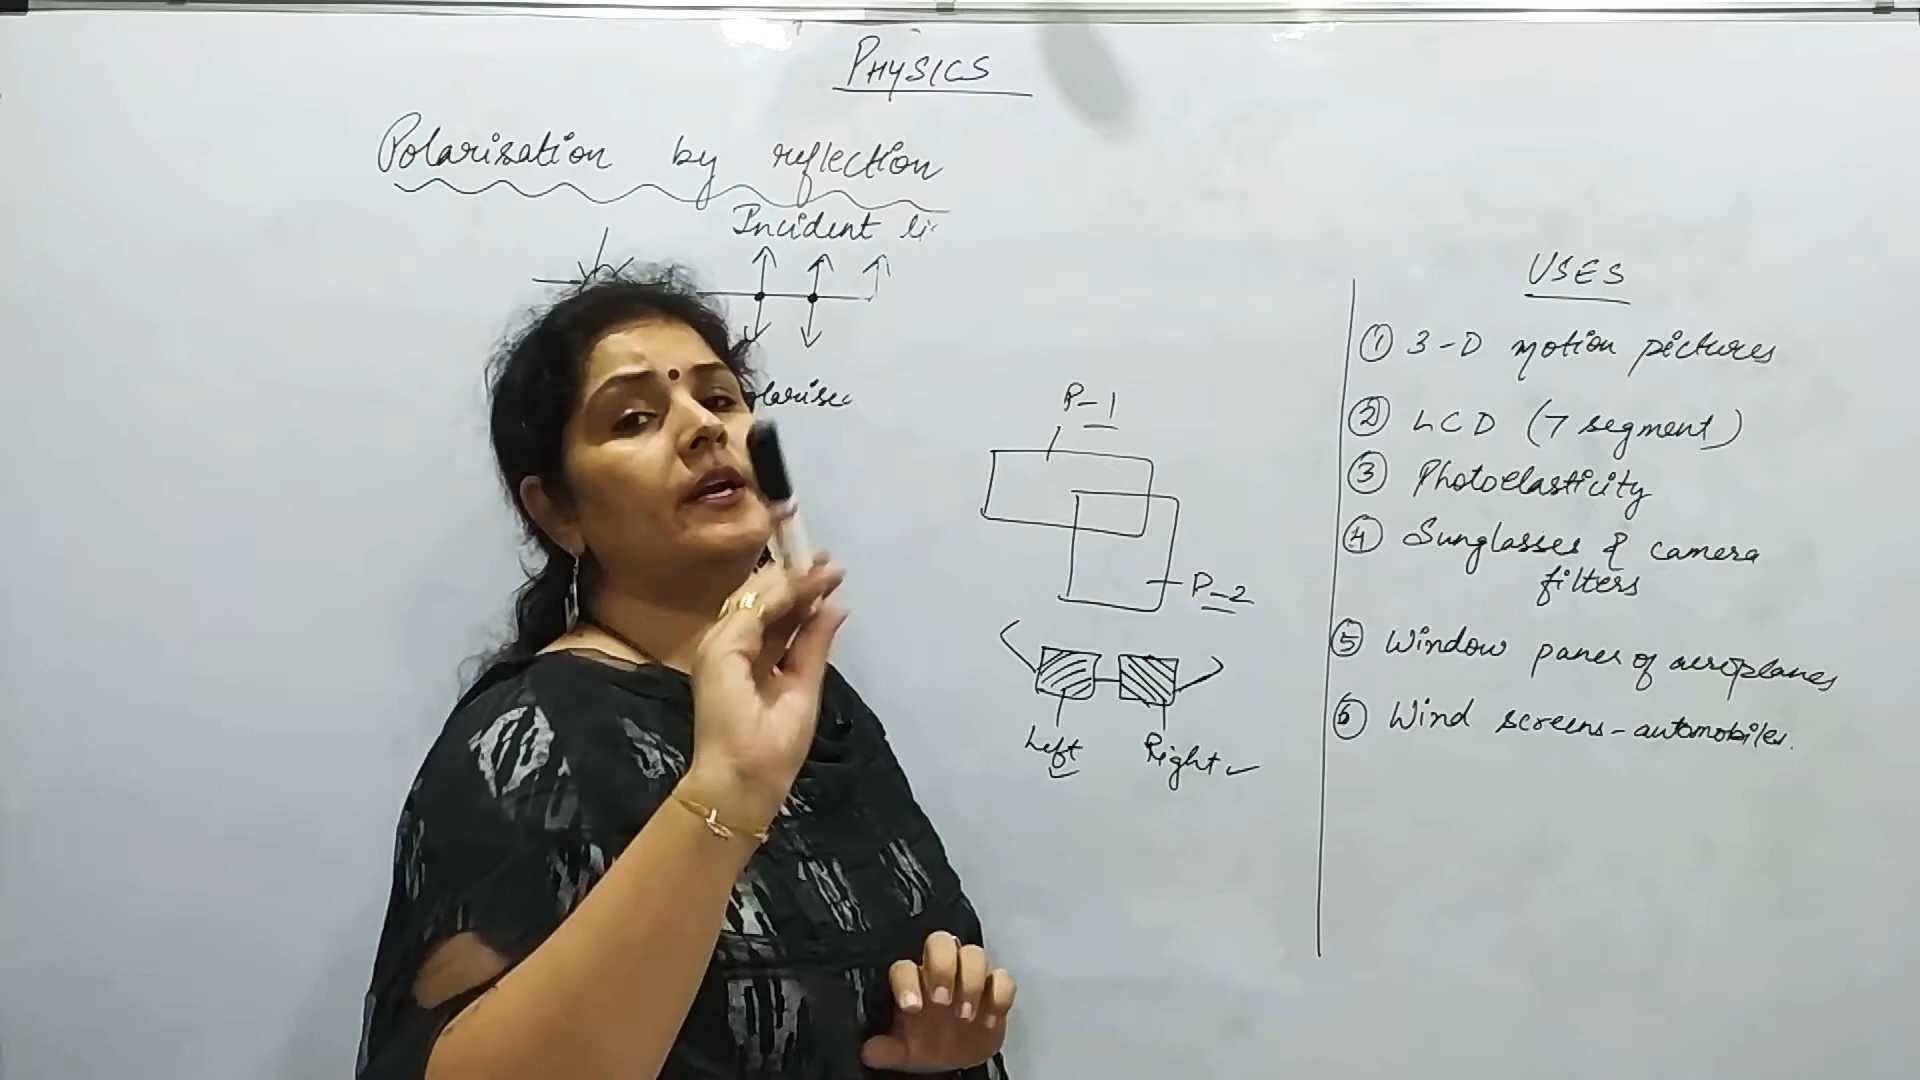 PHYSICS
Polarisation by reflection
Incident
P-1
P-2
Left
Right
USES
① 3-D motion pictures
② LCD (7 segment)
③ Photoelasticity
④ Sunglasses & camera
filters
⑤ Window panes of aeroplanes
⑥ Wind screens-automobiles.